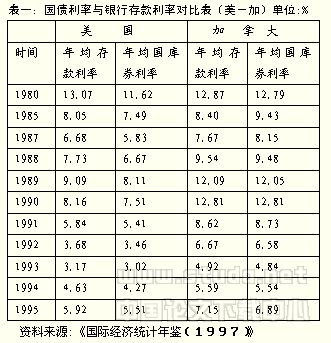 表一：国债利率与银行存款利率对比表（美－加）单位:%
美 国 加 拿 大
时间 年均存款利率 年均国库券利率 年均存款利率 年均国库券利率
1980 13.07 11.62 12.87 12.79
1985 8.05 7.49 8.40 9.43
1987 6.68 5.83 7.67 8.15
1988 7.73 6.67 9.54 9.48
1989 9.09 8.11 12.09 12.05
1990 8.16 7.51 12.81 12.81
1991 5.84 5.41 8.62 8.73
1992 3.68 3.46 6.67 6.58
1993 3.17 3.02 4.92 4.84
1994 4.63 4.27 5.59 5.54
1995 5.92 5.51 7.15 6.89
资料来源：《国际经济统计年鉴（１９９７）》